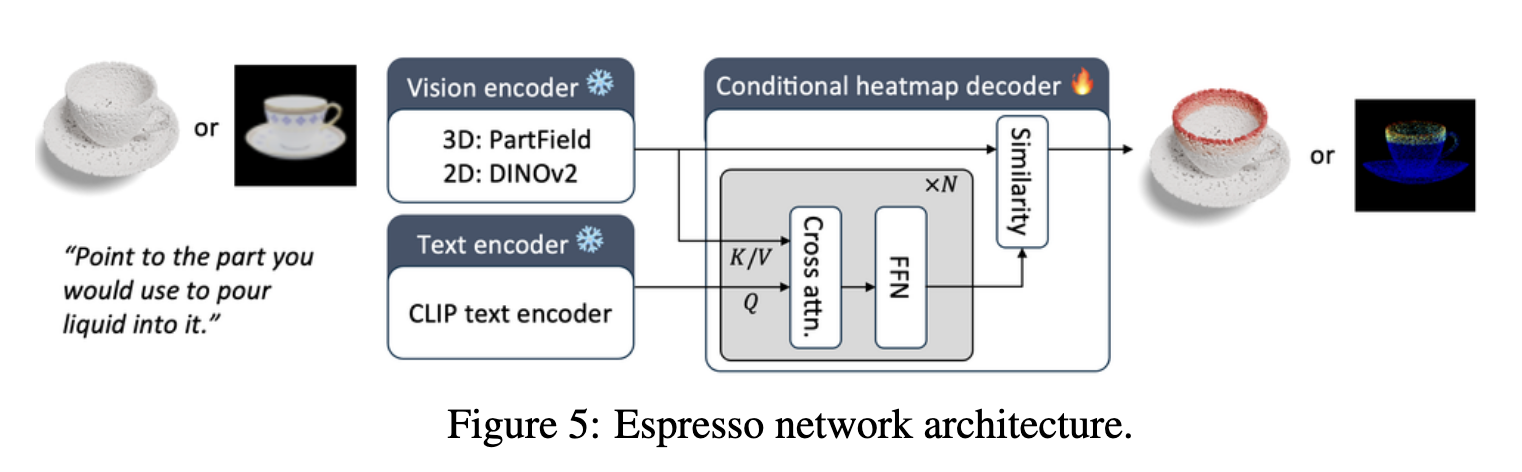 or
"Point to the part you
would use to pour
liquid into it."
Vision encoder
3D: PartField
2D: DINOv2
Text encoder
CLIP text encoder
Conditional heatmap decoder
×N
K/V
Q
Cross attn.
FFN
Similarity
or
Figure 5: Espresso network architecture.